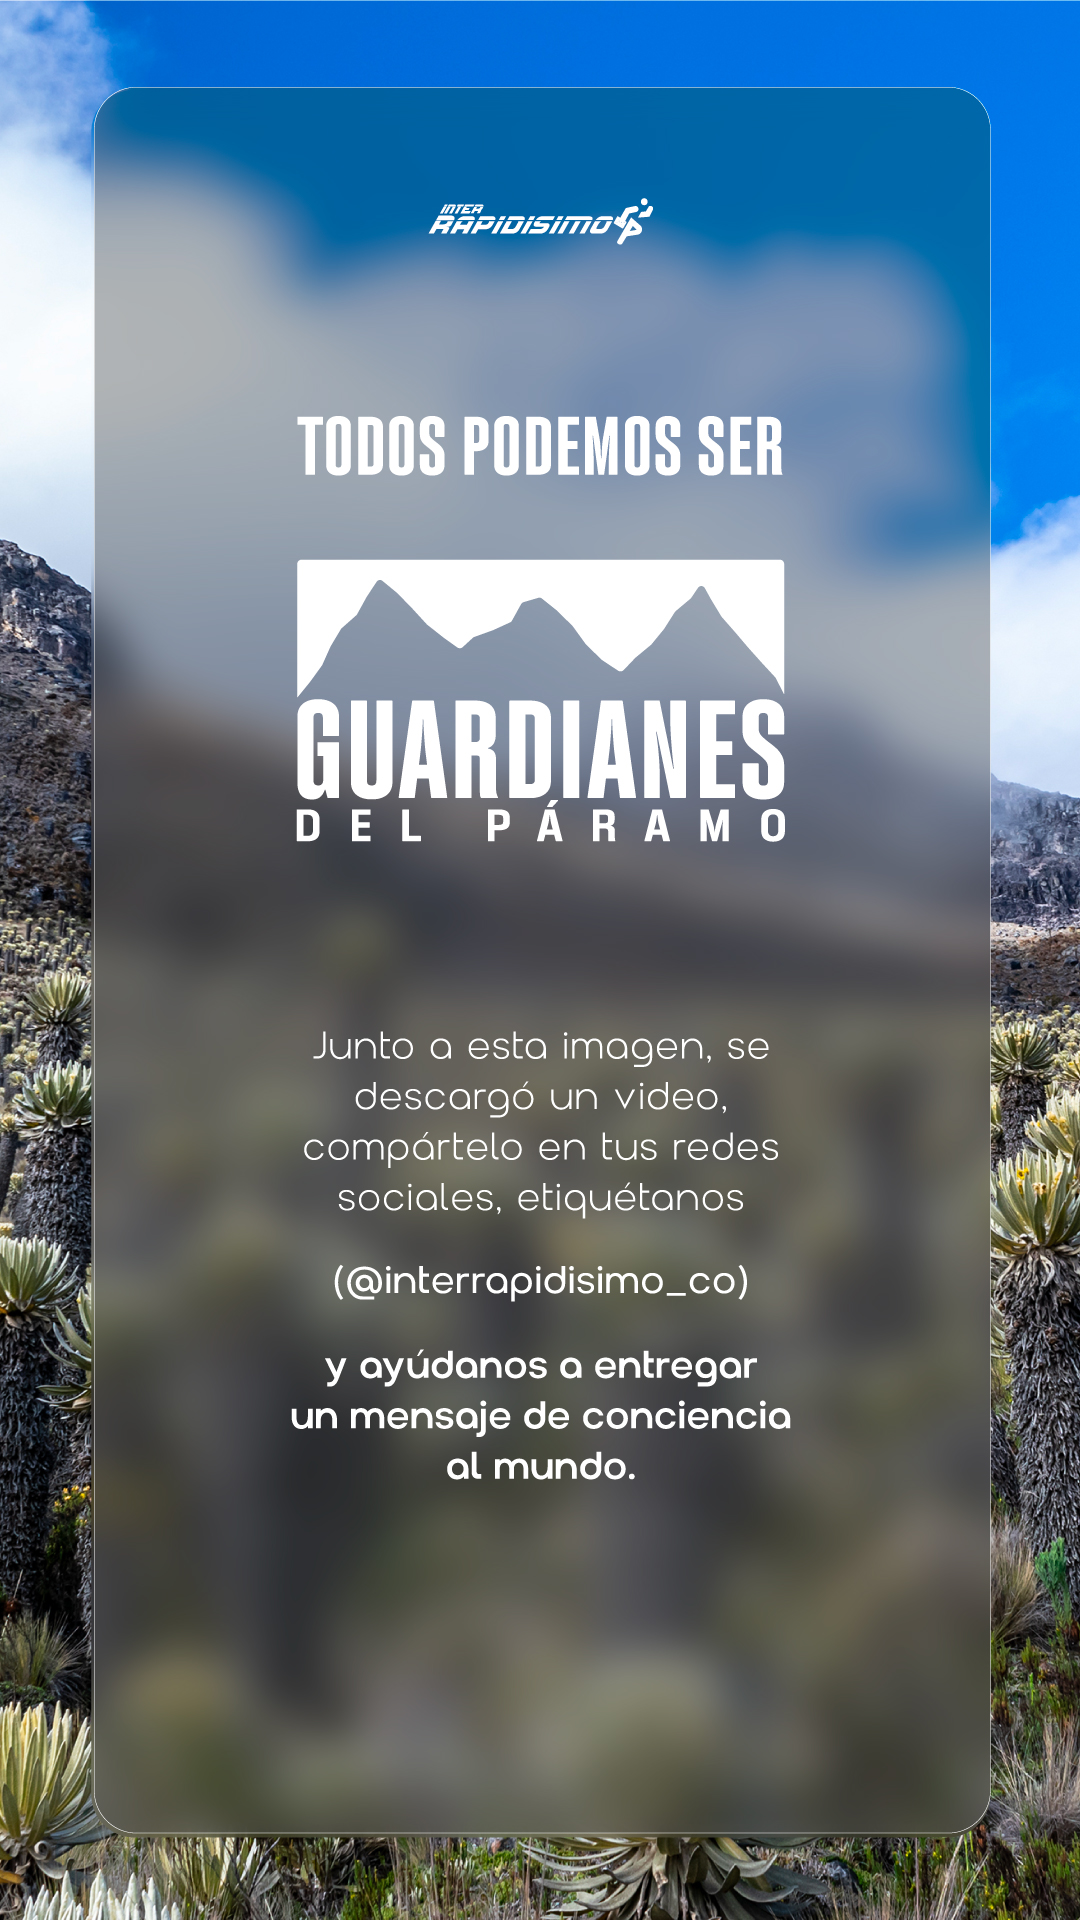 INTER
RAPIDISIMO
TODOS PODEMOS SER
GUARDIANES
DEL PÁRAMO
Junto a esta imagen, se
descargó un video,
compártelo en tus redes
sociales, etiquétanos
(@interrapidisimo_co)
y ayúdanos a entregar
un mensaje de conciencia
al mundo.